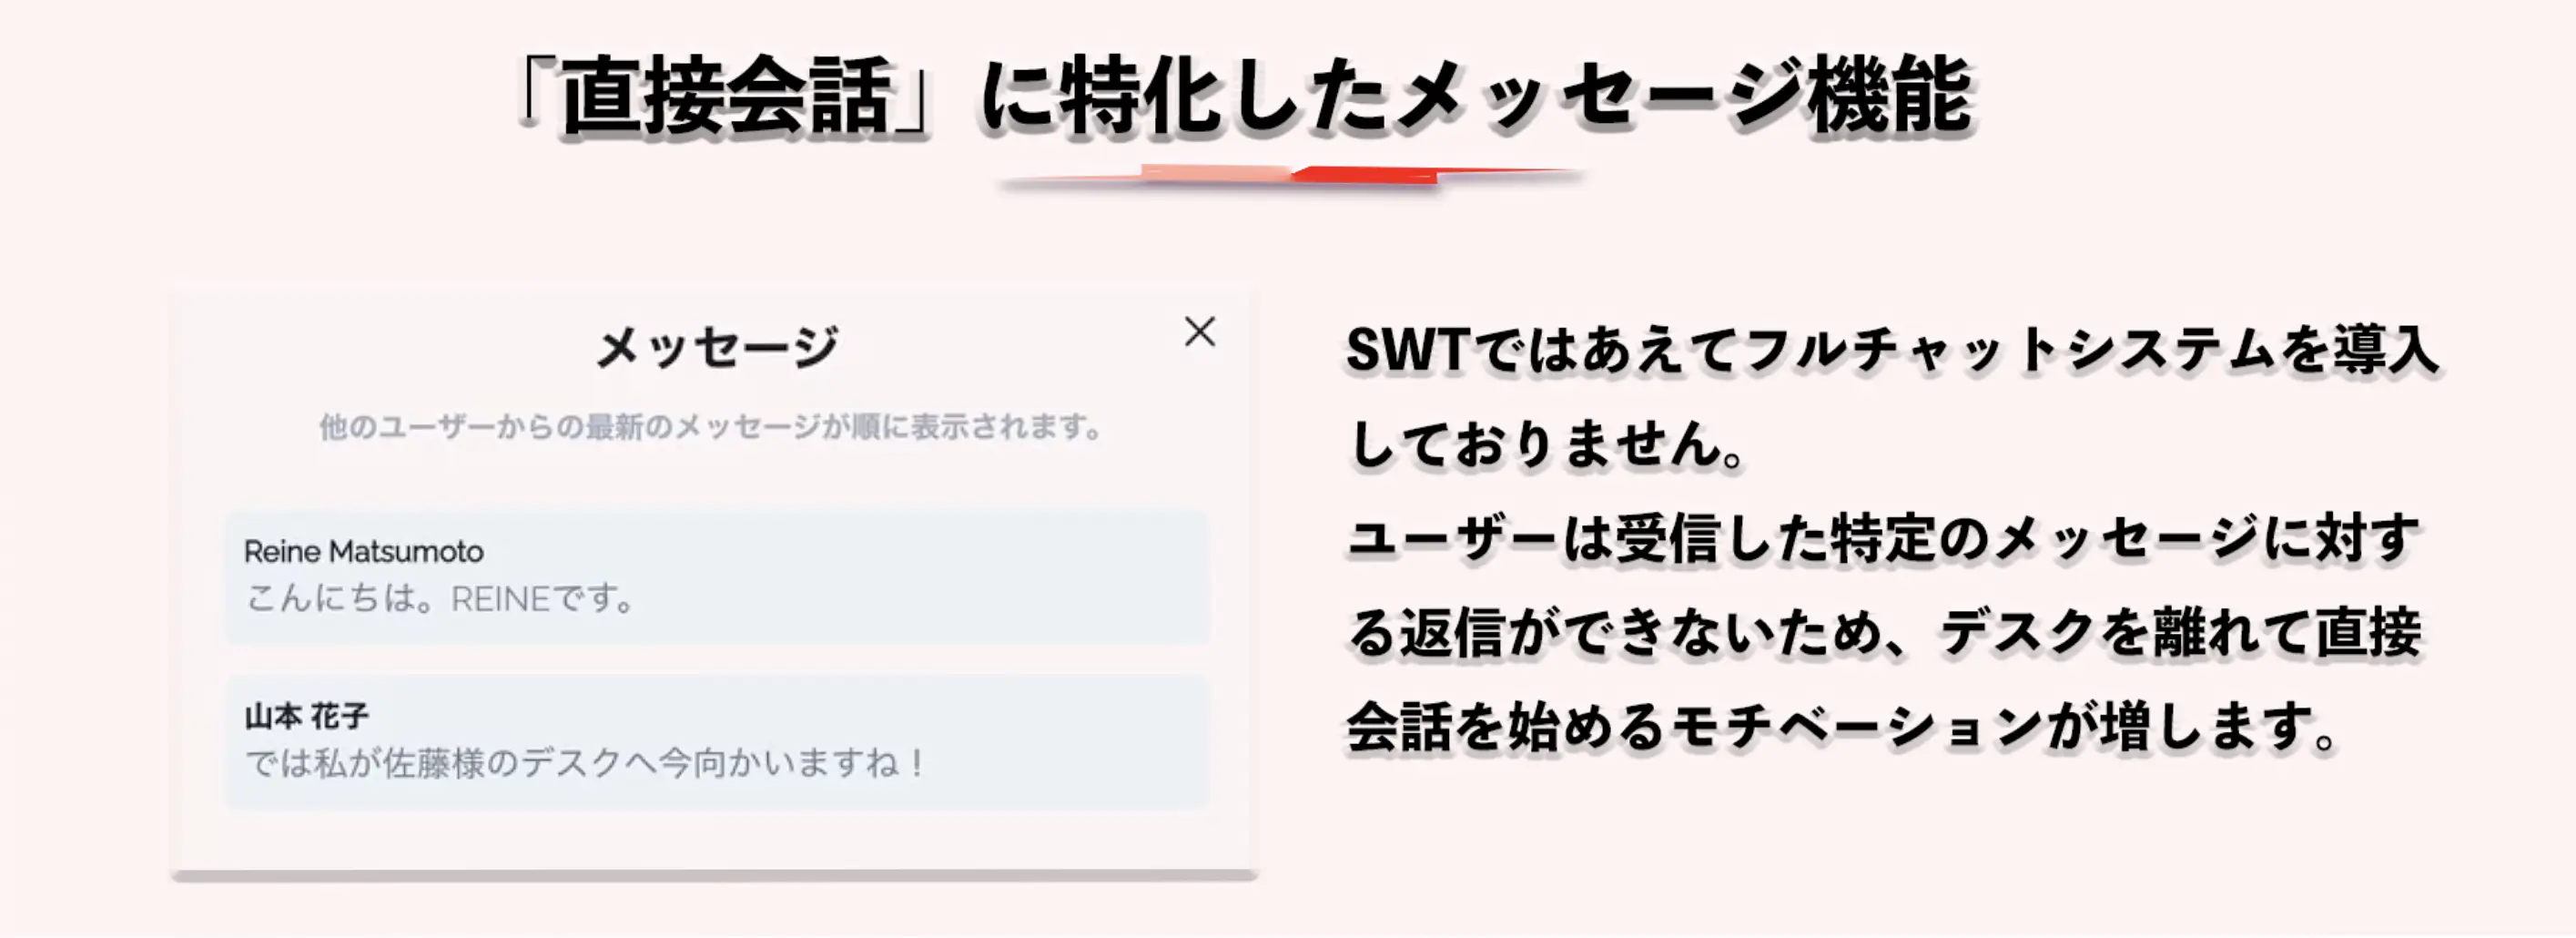 「直接会話」に特化したメッセージ機能
メッセージ
他のユーザーからの最新のメッセージが順に表示されます。
Reine Matsumoto
こんにちは。REINEです。
山本 花子
では私が佐藤様のデスクへ今向かいますね！
SWTではあえてフルチャットシステムを導入
しておりません。
ユーザーは受信した特定のメッセージに対す
る返信ができないため、デスクを離れて直接
会話を始めるモチベーションが増します。